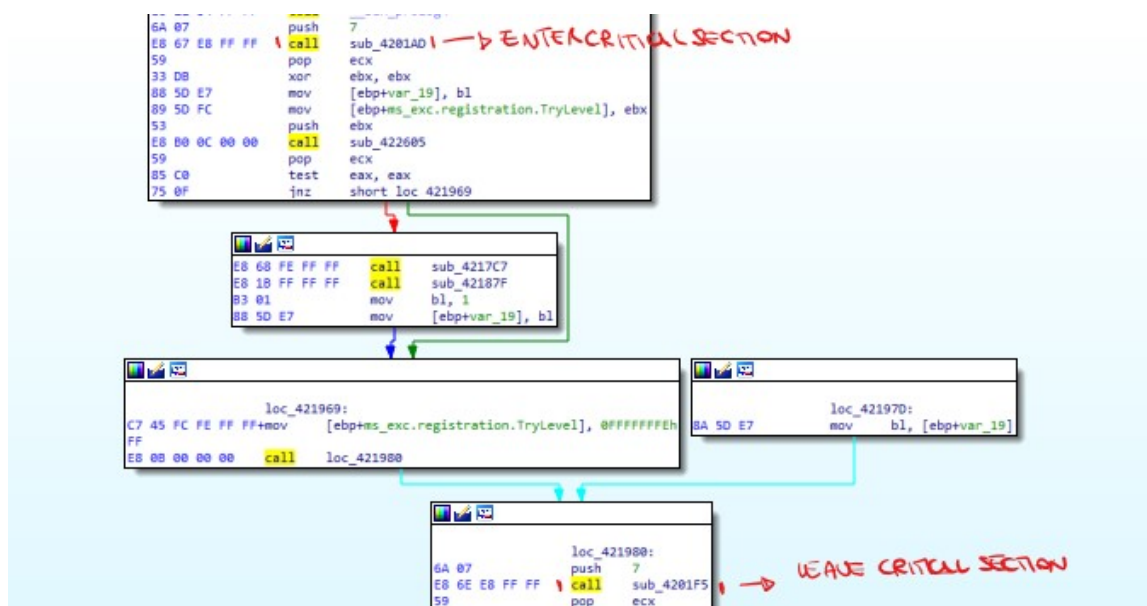 6A 07 push 7
E8 67 E8 FF FF call sub_4201AD → ENTER CRITICAL SECTION
59 pop ecx
33 DB xor ebx, ebx
88 5D E7 mov [ebp+var_19], bl
89 5D FC mov [ebp+ms_exc.registration.TryLevel], ebx
53 push ebx
E8 B0 0C 00 00 call sub_422605
59 pop ecx
85 C0 test eax, eax
75 0F jnz short loc_421969
E8 68 FE FF FF call sub_4217C7
E8 1B FF FF FF call sub_42187F
B3 01 mov bl, 1
88 5D E7 mov [ebp+var_19], bl
loc_421969:
C7 45 FC FE FF FF+mov [ebp+ms_exc.registration.TryLevel], 0FFFFFFFEh
FF
E8 0B 00 00 00 call loc_421980
loc_42197D:
8A 5D E7 mov bl, [ebp+var_19]
loc_421980:
6A 07 push 7
E8 6E E8 FF FF call sub_4201F5 → LEAVE CRITICAL SECTION
59 pop ecx